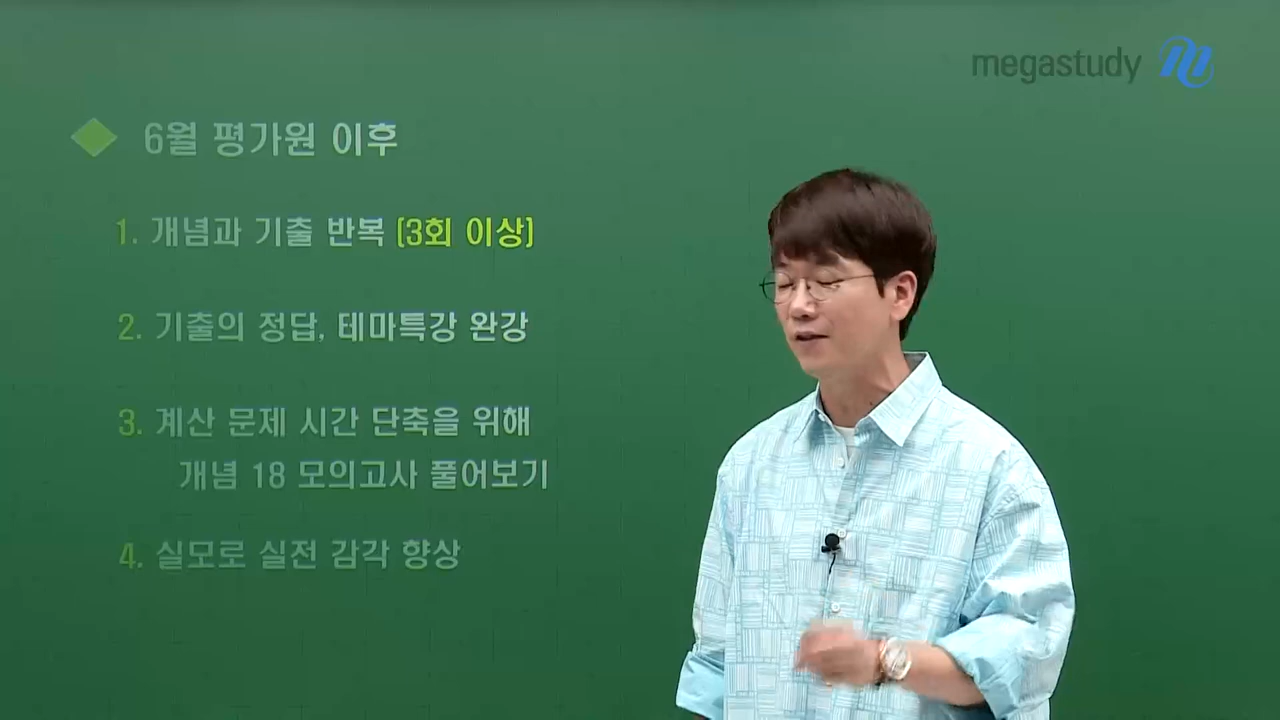 megastudy
6월 평가원 이후
1. 개념과 기출 반복 [3회 이상]
2. 기출의 정답, 테마특강 완강
3. 계산 문제 시간 단축을 위해
개념 18 모의고사 풀어보기
4. 실모로 실전 감각 향상